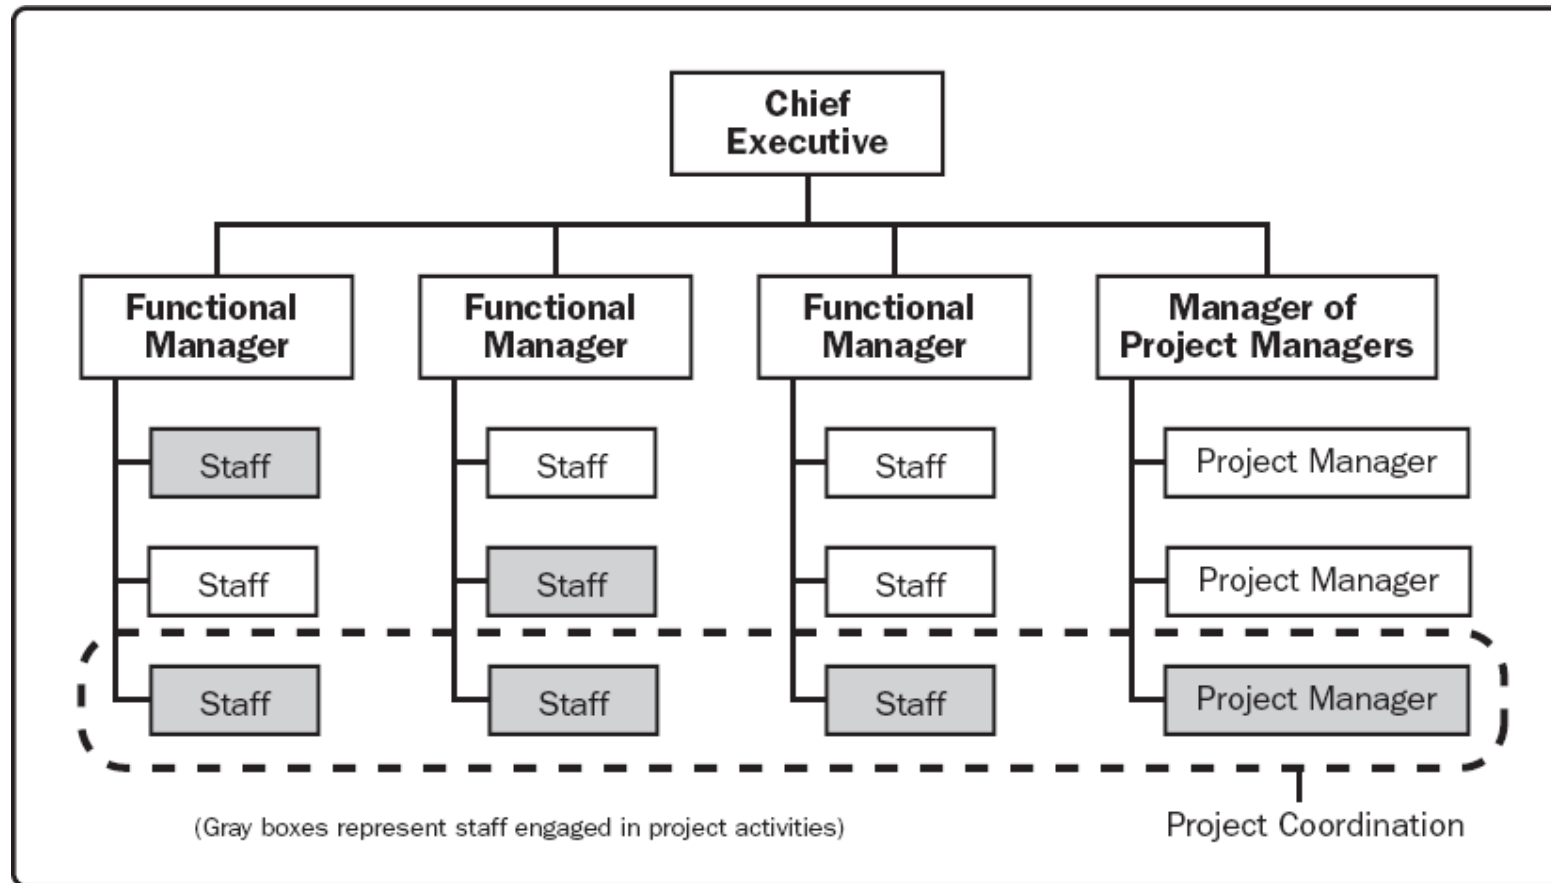 Chief
Executive
Functional
Manager
Functional
Manager
Functional
Manager
Manager of
Project Managers
Staff
Staff
Staff
Project Manager
Staff
Staff
Staff
Project Manager
Staff
Staff
Staff
Project Manager
(Gray boxes represent staff engaged in project activities)
Project Coordination